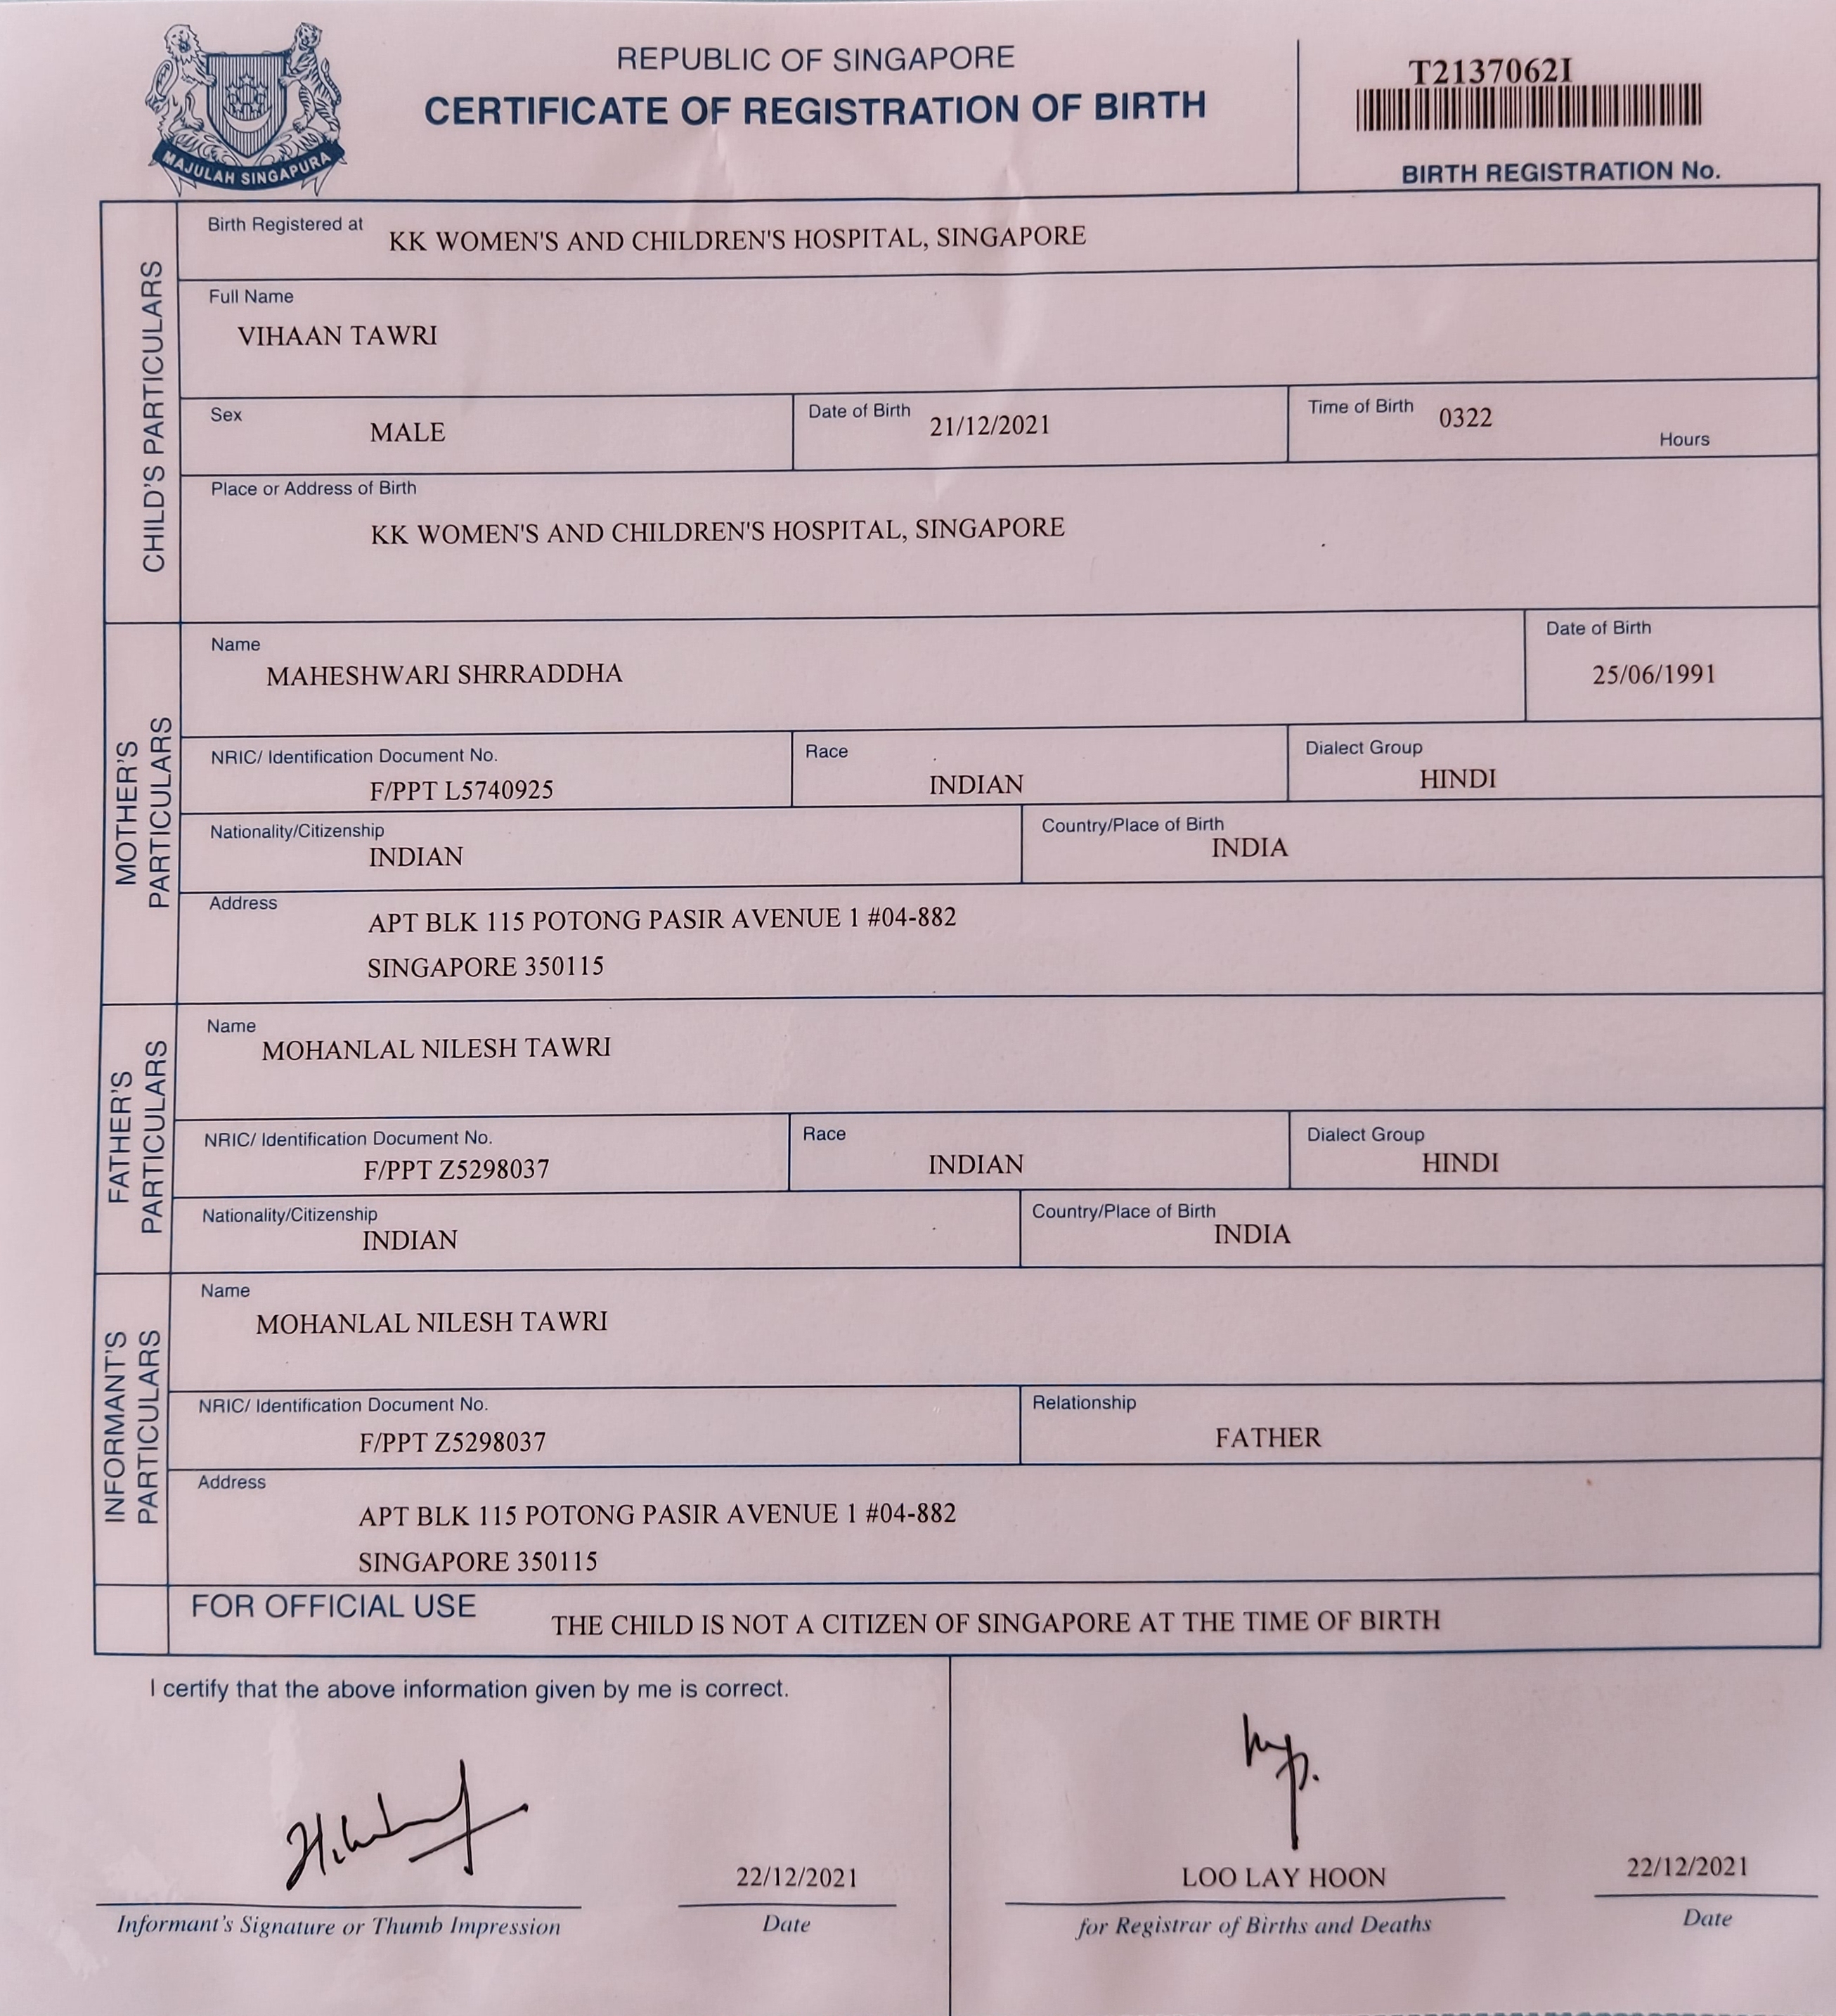 REPUBLIC OF SINGAPORE
CERTIFICATE OF REGISTRATION OF BIRTH
MAJULAH SINGAPURA
T2137062I
BIRTH REGISTRATION No.
CHILD'S PARTICULARS
Birth Registered at KK WOMEN'S AND CHILDREN'S HOSPITAL, SINGAPORE
Full Name
VIHAAN TAWRI
Sex MALE Date of Birth 21/12/2021 Time of Birth 0322 Hours
Place or Address of Birth
KK WOMEN'S AND CHILDREN'S HOSPITAL, SINGAPORE
MOTHER'S PARTICULARS
Name Date of Birth
MAHESHWARI SHRRADDHA 25/06/1991
NRIC/ Identification Document No. Race Dialect Group
F/PPT L5740925 INDIAN HINDI
Nationality/Citizenship Country/Place of Birth
INDIAN INDIA
Address APT BLK 115 POTONG PASIR AVENUE 1 #04-882
SINGAPORE 350115
FATHER'S PARTICULARS
Name
MOHANLAL NILESH TAWRI
NRIC/ Identification Document No. Race Dialect Group
F/PPT Z5298037 INDIAN HINDI
Nationality/Citizenship Country/Place of Birth
INDIAN INDIA
INFORMANT'S PARTICULARS
Name
MOHANLAL NILESH TAWRI
NRIC/ Identification Document No. Relationship
F/PPT Z5298037 FATHER
Address
APT BLK 115 POTONG PASIR AVENUE 1 #04-882
SINGAPORE 350115
FOR OFFICIAL USE THE CHILD IS NOT A CITIZEN OF SINGAPORE AT THE TIME OF BIRTH
I certify that the above information given by me is correct.
22/12/2021 LOO LAY HOON 22/12/2021
Informant's Signature or Thumb Impression Date for Registrar of Births and Deaths Date